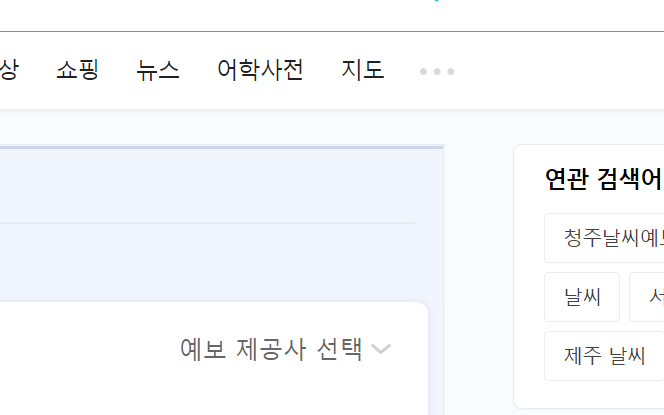 상 쇼핑 뉴스 어학사전 지도
연관 검색어
청주날씨예보
날씨
제주 날씨
예보 제공사 선택